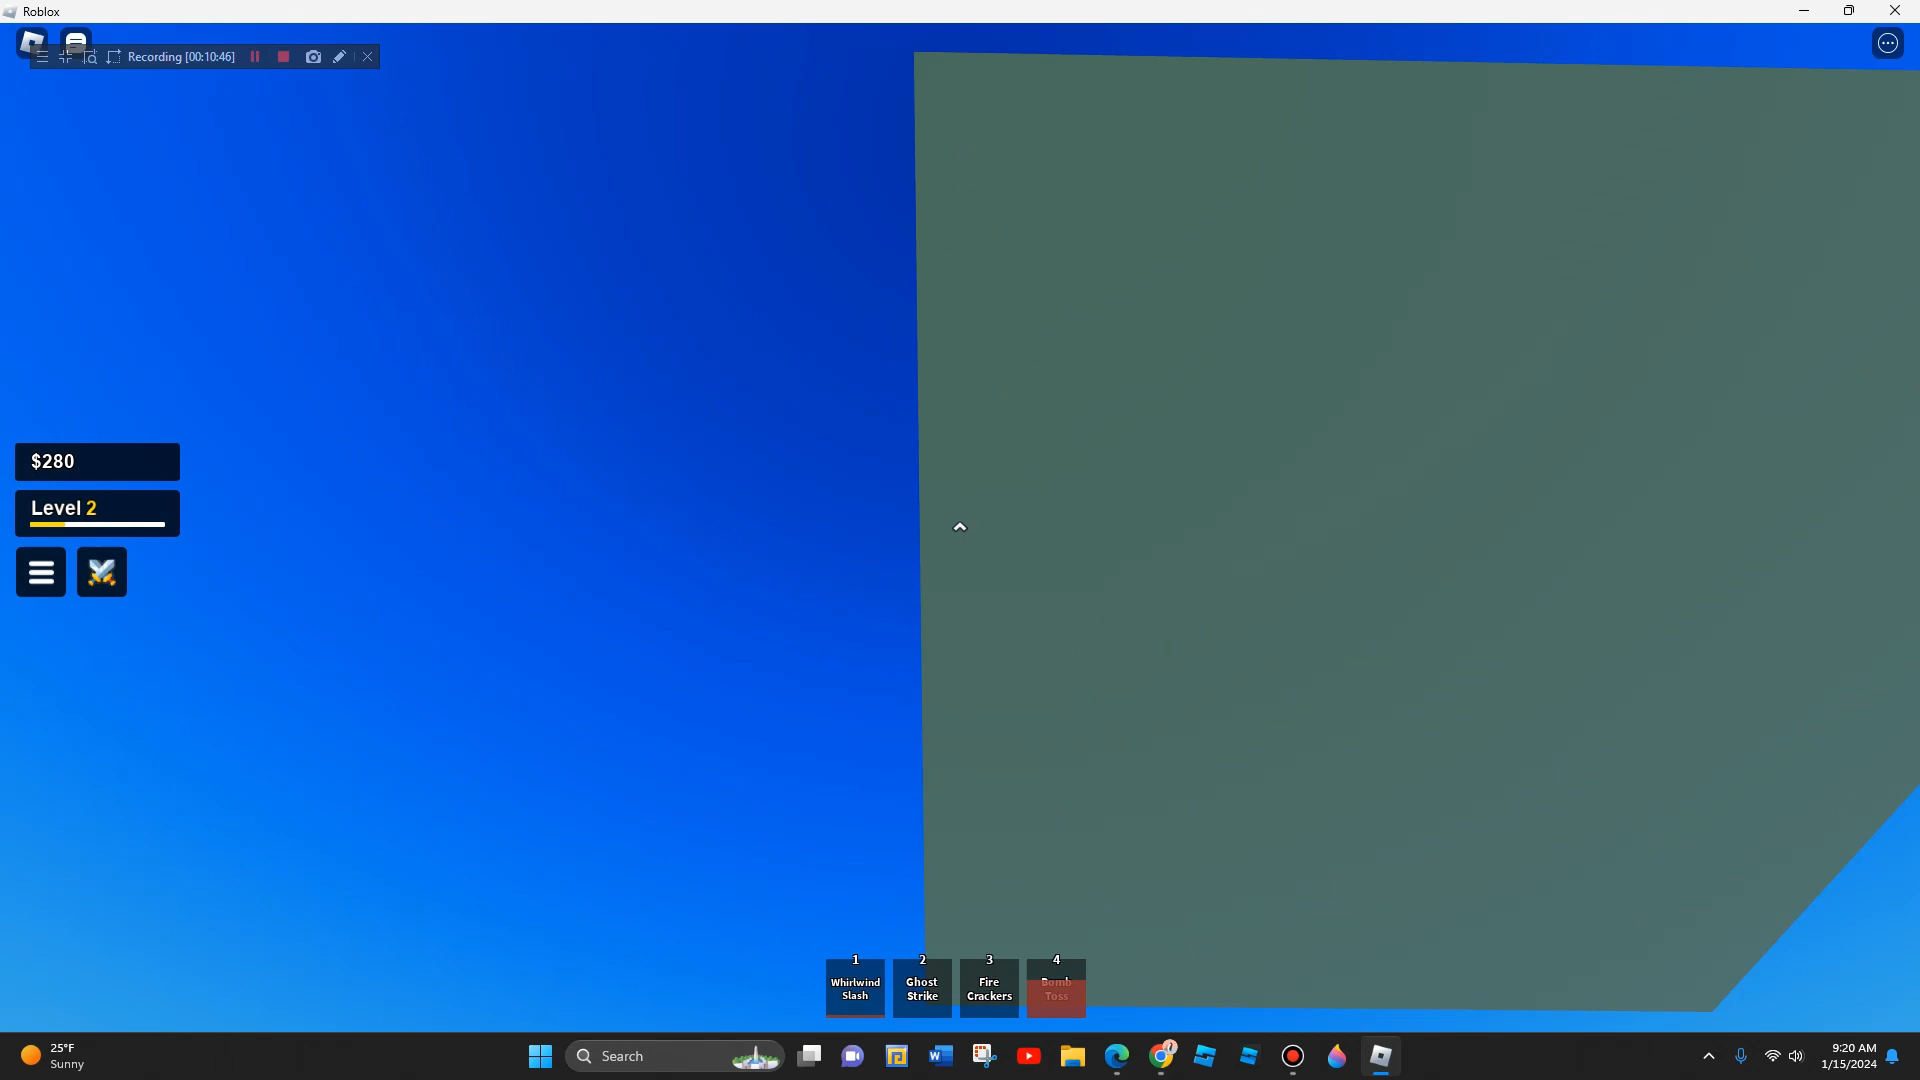 Roblox
Recording [00:10:46]
$280
Level 2
1
Whirlwind
Slash
2
Ghost
Strike
3
Fire
Crackers
4
Bomb
Toss
25°F
Sunny
Search
9:20 AM
1/15/2024